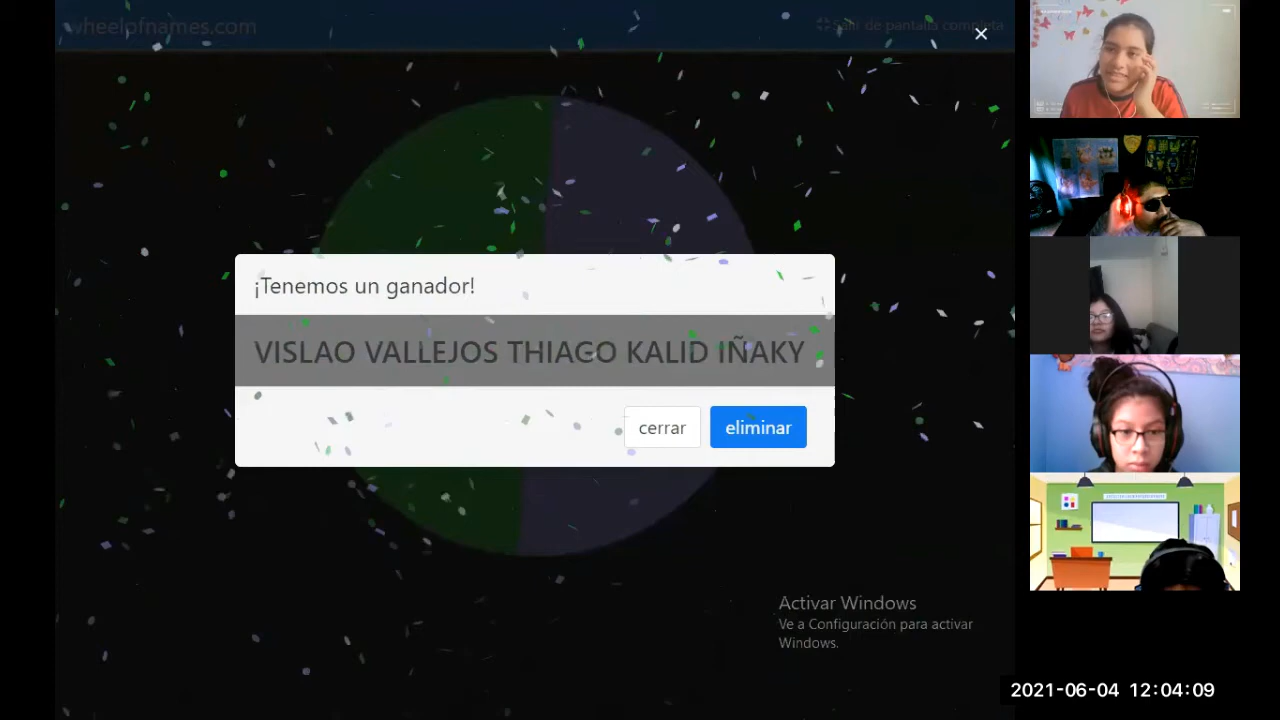 wheelofnames.com
Salir de pantalla completa
¡Tenemos un ganador!
VISLAO VALLEJOS THIAGO KALID IÑAKY
cerrar
eliminar
Activar Windows
Ve a Configuración para activar
Windows.
2021-06-04 12:04:09